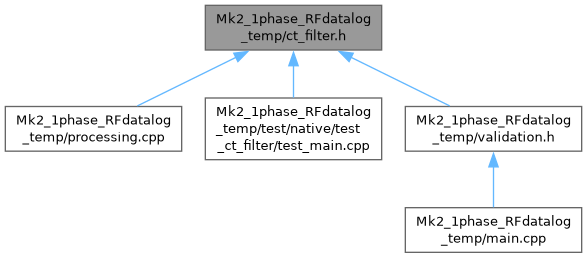 Mk2_1phase_RFdatalog
_temp/ct_filter.h
Mk2_1phase_RFdatalog
_temp/processing.cpp
Mk2_1phase_RFdatalog
_temp/test/native/test
_ct_filter/test_main.cpp
Mk2_1phase_RFdatalog
_temp/validation.h
Mk2_1phase_RFdatalog
_temp/main.cpp